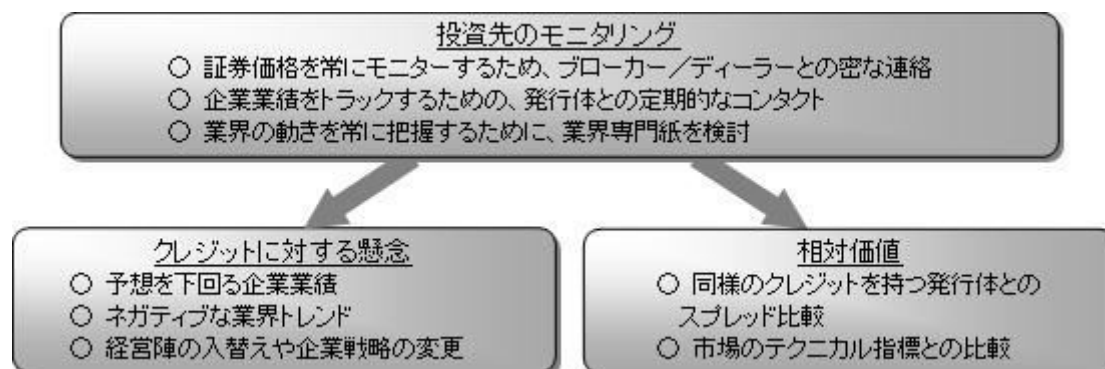 投資先のモニタリング
○ 証券価格を常にモニターするため、ブローカー／ディーラーとの密な連絡
○ 企業業績をトラックするための、発行体との定期的なコンタクト
○ 業界の動きを常に把握するために、業界専門紙を検討
クレジットに対する懸念
○ 予想を下回る企業業績
○ ネガティブな業界トレンド
○ 経営陣の入替えや企業戦略の変更
相対価値
○ 同様のクレジットを持つ発行体との
スプレッド比較
○ 市場のテクニカル指標との比較